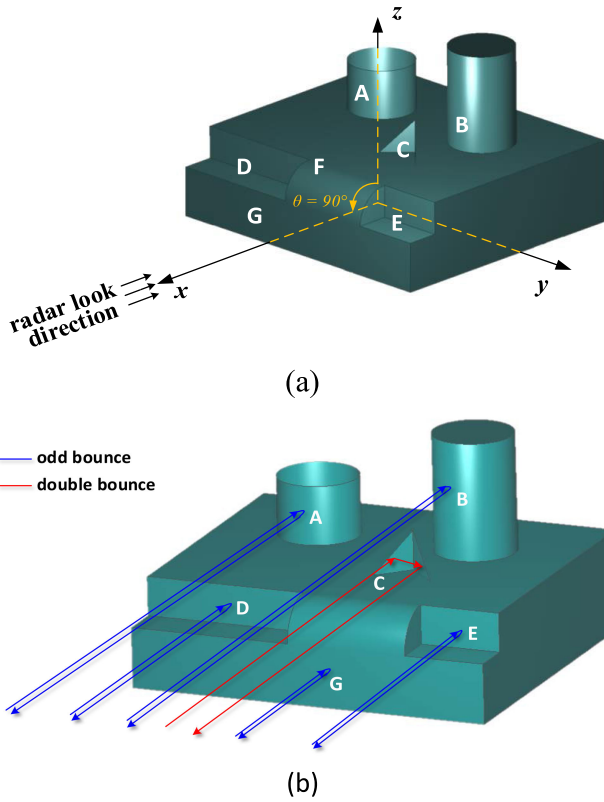 z
A
B
C
D
F
θ = 90°
G
E
radar look
direction
x
y
(a)
odd bounce
double bounce
B
A
C
D
E
G
(b)